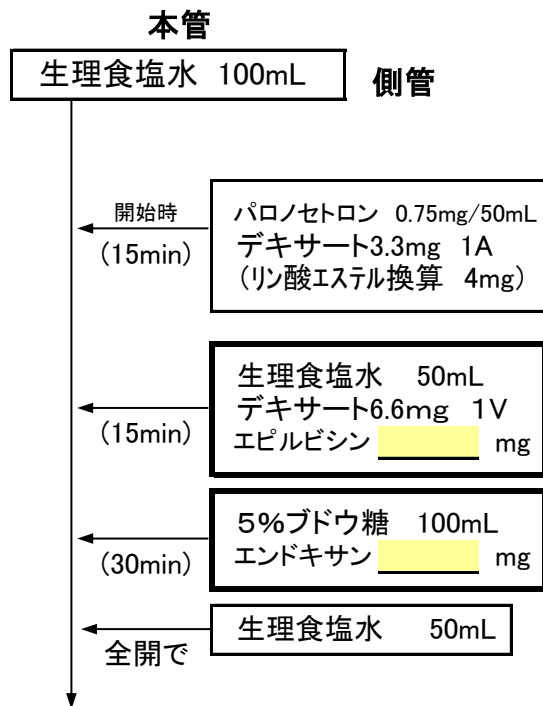 本管
生理食塩水 100mL
側管
開始時
(15min)
パロノセトロン 0.75mg/50mL
デキサート3.3mg 1A
(リン酸エステル換算 4mg)
(15min)
生理食塩水 50mL
デキサート6.6mg 1V
エピルビシン mg
(30min)
5%ブドウ糖 100mL
エンドキサン mg
全開で
生理食塩水 50mL